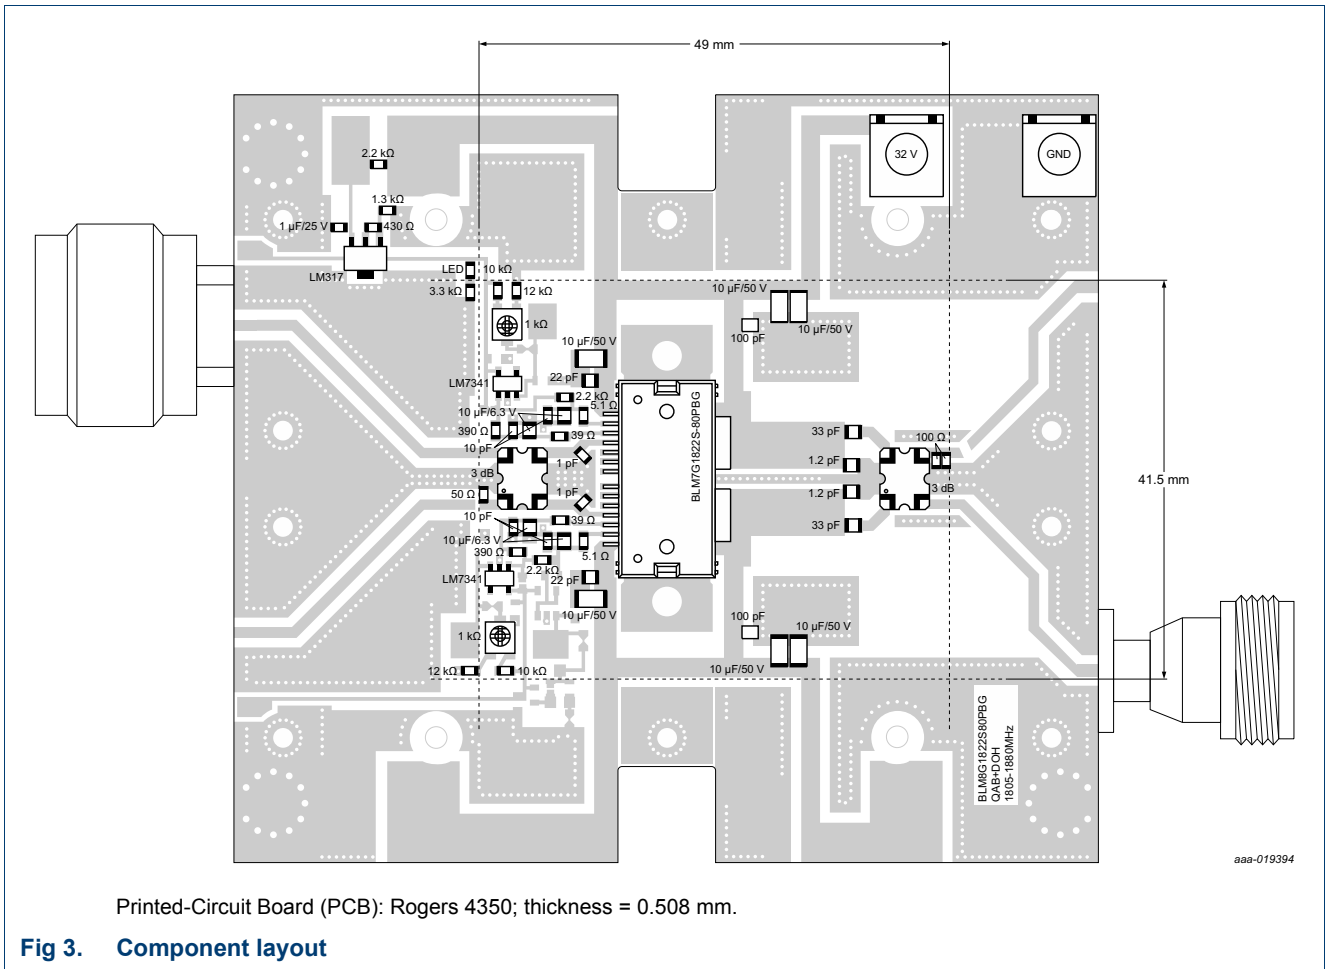 49 mm
32 V
GND
2.2 kΩ
1.3 kΩ
1 μF/25 V
430 Ω
LM317
LED
10 kΩ
3.3 kΩ
12 kΩ
1 kΩ
10 μF/50 V
10 μF/50 V
100 pF
10 μF/50 V
LM7341
22 pF
2.2 kΩ
5.1 Ω
10 μF/6.3 V
390 Ω
39 Ω
10 pF
1 pF
3 dB
50 Ω
1 pF
10 pF
39 Ω
10 μF/6.3 V
390 Ω
5.1 Ω
2.2 kΩ
LM7341
22 pF
10 μF/50 V
1 kΩ
12 kΩ
10 kΩ
BLM7G1822S-80PBG
33 pF
100 Ω
1.2 pF
3 dB
1.2 pF
33 pF
41.5 mm
100 pF
10 μF/50 V
10 μF/50 V
BLM8G1822S80PBG
QAB+DOH
1805-1880MHz
aaa-019394
Printed-Circuit Board (PCB): Rogers 4350; thickness = 0.508 mm.
Fig 3. Component layout